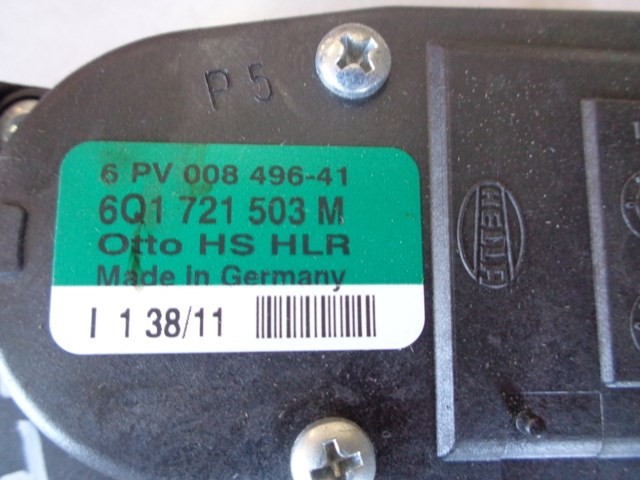 P 5
6 PV 008 496-41
6Q1 721 503 M
Otto HS HLR
Made in Germany
I 1 38/11
HELLA